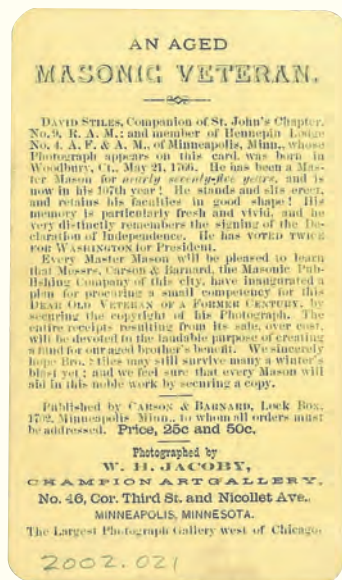 AN AGED
MASONIC VETERAN.
DAVID STILES, Companion of St. John's Chapter,
No. 9, R. A. M.; and member of Hennepin Lodge
No. 4, A. F. & A. M., of Minneapolis, Minn., whose
Photograph appears on this card, was born in
Woodbury, Ct., May 21, 1766. He has been a Mas-
ter Mason for nearly seventy-five years, and is
now in his 107th year! He stands and sits erect,
and retains his faculties in good shape! His
memory is particularly fresh and vivid, and he
very distinctly remembers the signing of the De-
claration of Independence. He has VOTED TWICE
FOR WASHINGTON for President.
Every Master Mason will be pleased to learn
that Messrs. Carson & Barnard, the Masonic Pub-
lishing Company of this city, have inaugurated a
plan for procuring a small competency for this
DEAR OLD VETERAN OF A FORMER CENTURY, by
securing the copyright of his Photograph. The
entire receipts resulting from its sale, over cost,
will be devoted to the laudable purpose of creating
a fund for our aged brother's benefit. We sincerely
hope Bro. Stiles may still survive many a winter's
blast yet; and we feel sure that every Mason will
aid in this noble work by securing a copy.
Published by CARSON & BARNARD, Lock Box,
1792, Minneapolis Minn., to whom all orders must
be addressed. Price, 25c and 50c.
Photographed by
W. H. JACOBY,
CHAMPION ART GALLERY,
No. 46, Cor. Third St. and Nicollet Ave.,
MINNEAPOLIS, MINNESOTA.
The Largest Photograph Gallery west of Chicago.
2002.021